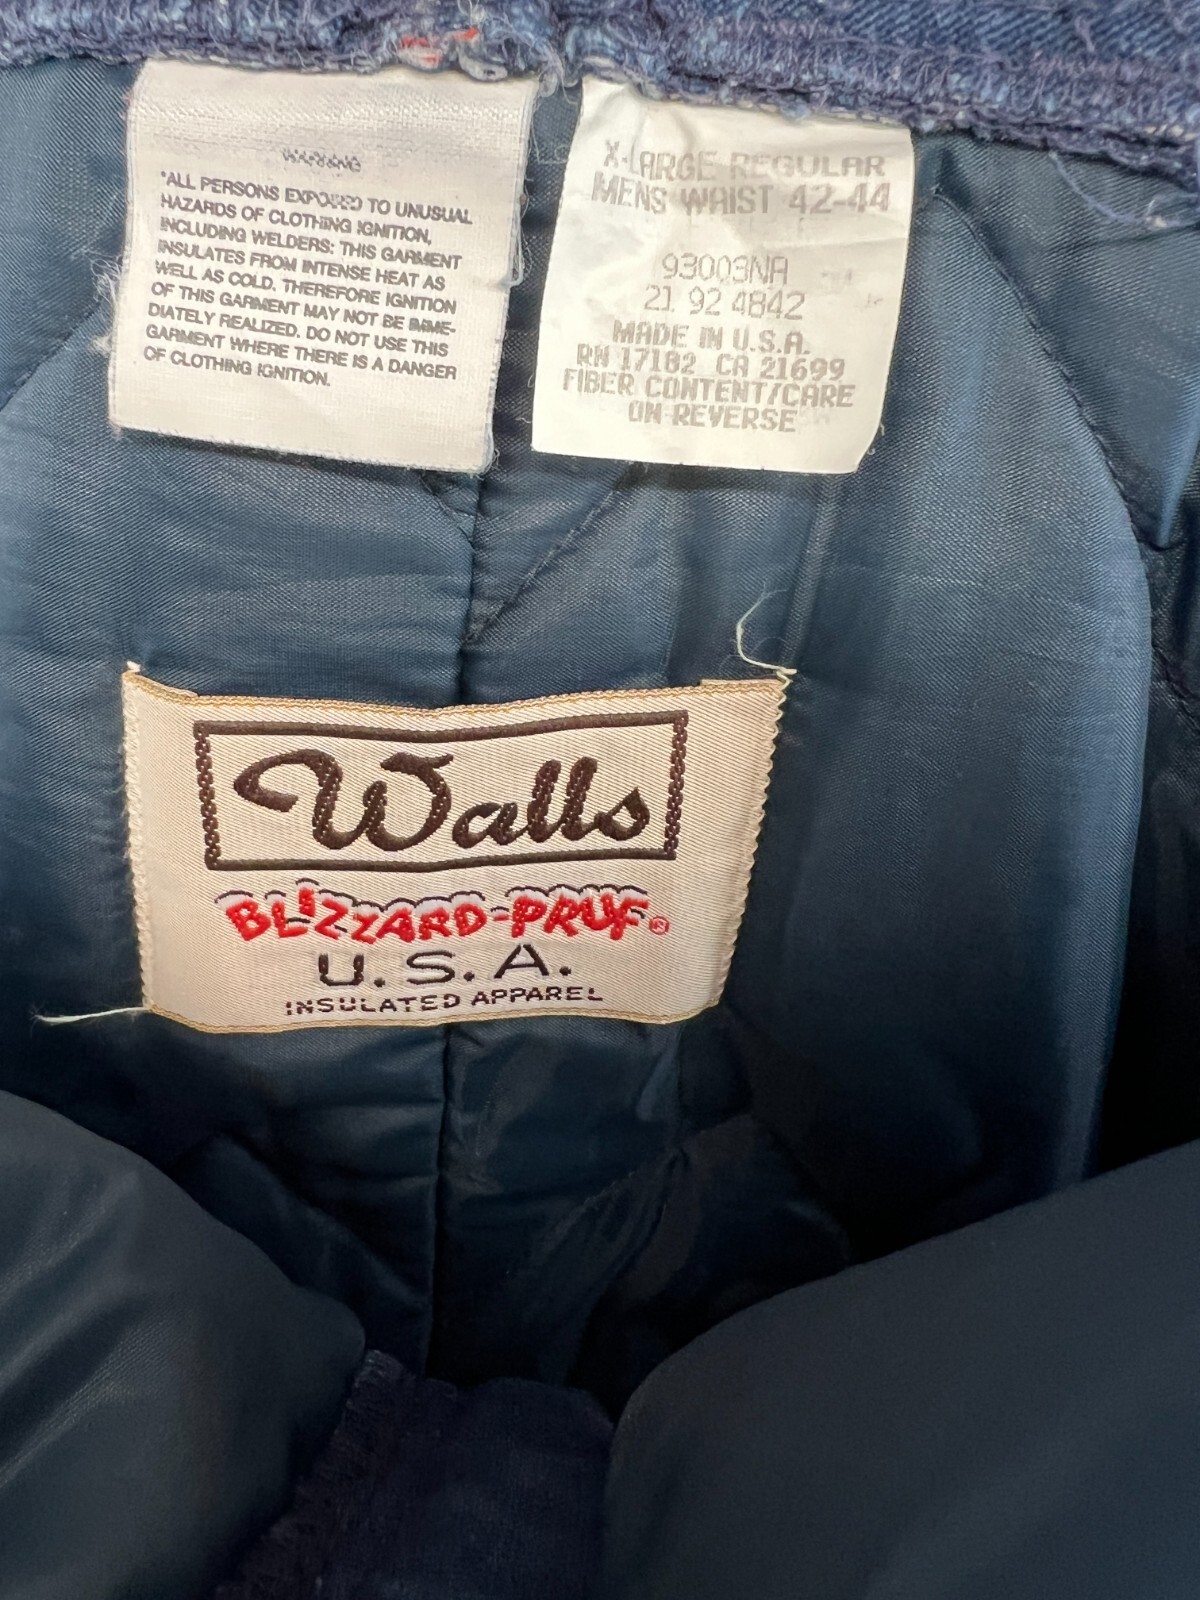 WARNING
*ALL PERSONS EXPOSED TO UNUSUAL
HAZARDS OF CLOTHING IGNITION,
INCLUDING WELDERS: THIS GARMENT
INSULATES FROM INTENSE HEAT AS
WELL AS COLD. THEREFORE IGNITION
OF THIS GARMENT MAY NOT BE IMME-
DIATELY REALIZED. DO NOT USE THIS
GARMENT WHERE THERE IS A DANGER
OF CLOTHING IGNITION.
X-LARGE REGULAR
MENS WAIST 42-44
93003NA
21 92 4842
MADE IN U.S.A.
RN 17182 CA 21699
FIBER CONTENT/CARE
ON REVERSE
Walls
BLIZZARD-PRUF®
U.S.A.
INSULATED APPAREL